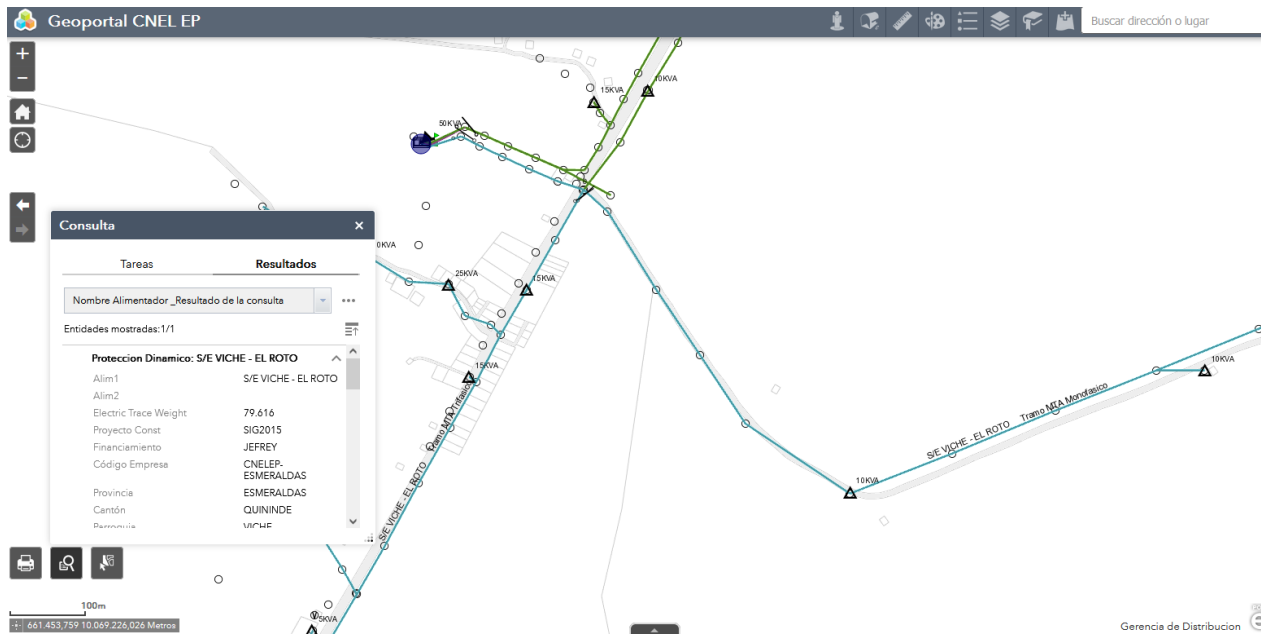 Geoportal CNEL EP
Buscar dirección o lugar
+
−
15KVA
10KVA
50KVA
0KVA
25KVA
15KVA
15KVA
10KVA
10KVA
5KVA
S/E VICHE - EL ROTO Tramo MTA Trifasico
S/E VICHE - EL ROTO Tramo MTA Monofasico
Consulta
×
Tareas
Resultados
Nombre Alimentador _Resultado de la consulta
Entidades mostradas:1/1
Proteccion Dinamico: S/E VICHE - EL ROTO
Alim1 S/E VICHE - EL ROTO
Alim2
Electric Trace Weight 79.616
Proyecto Const SIG2015
Financiamiento JEFREY
Código Empresa CNELEP-
ESMERALDAS
Provincia ESMERALDAS
Cantón QUININDE
Parroquia VICHE
100m
661.453,759 10.069.226,026 Metros
Gerencia de Distribucion